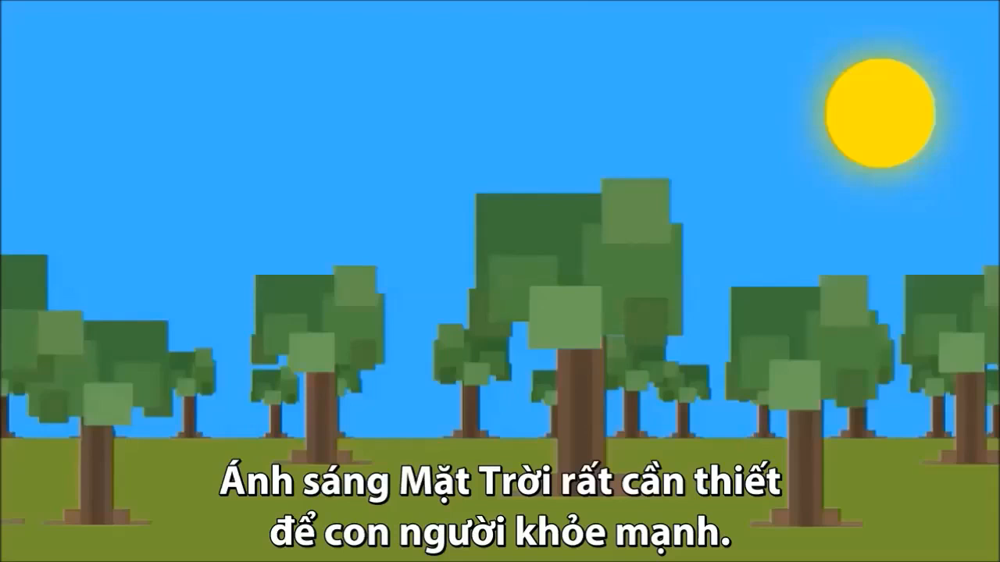 Ánh sáng Mặt Trời rất cần thiết
để con người khỏe mạnh.